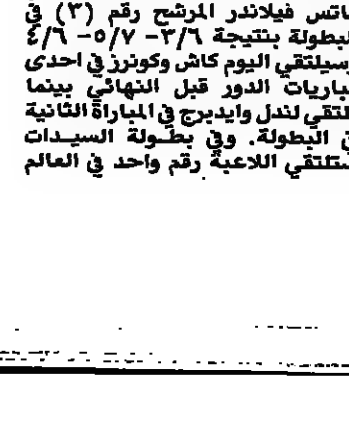 ماتس فيلاندر المرشح رقم (٣) في
البطولة بنتيجة ٣/٦- ٥/٧- ٤/٦
وسيلتقي اليوم كاش وكونرز في احدى
مباريات الدور قبل النهائي بينما
يلتقي لندل وايدبرج في المباراة الثانية
في البطولة. وفي بطولة السيدات
ستلتقي اللاعبة رقم واحد في العالم